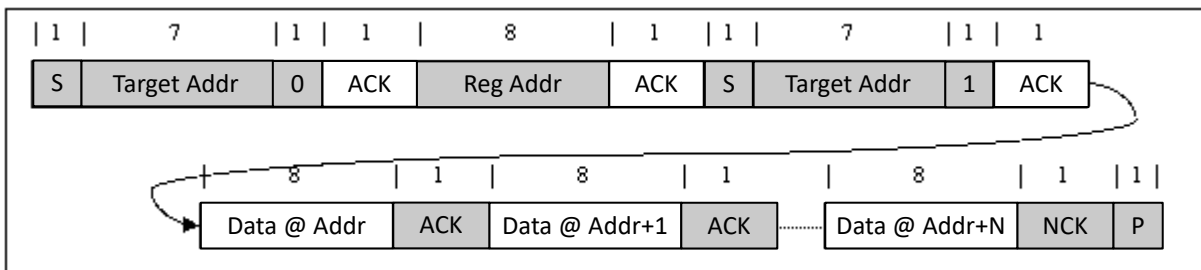 | 1 | 7 | 1 | 1 | 8 | 1 | 1 | 7 | 1 | 1
S Target Addr 0 ACK Reg Addr ACK S Target Addr 1 ACK
| 8 | 1 | 8 | 1 | 8 | 1 | 1 |
Data @ Addr ACK Data @ Addr+1 ACK Data @ Addr+N NCK P